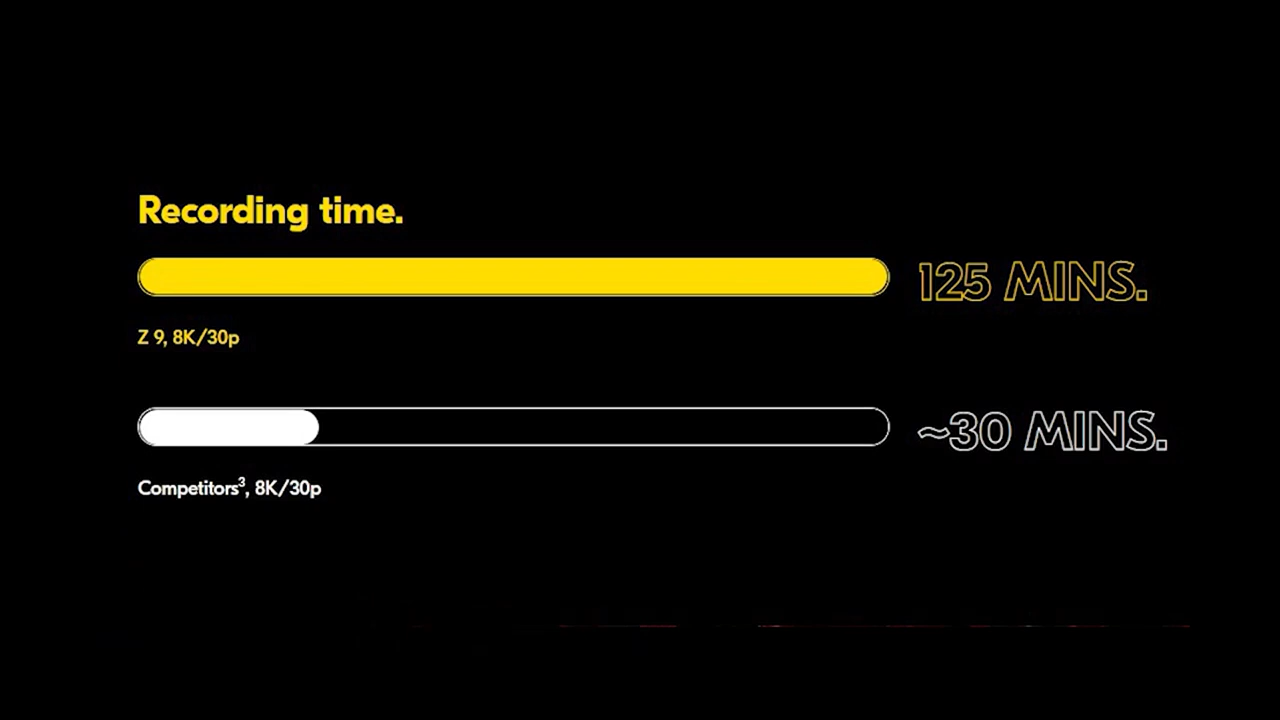 Recording time.
125 MINS.
Z 9, 8K/30p
~30 MINS.
Competitors³, 8K/30p